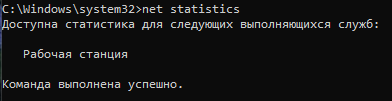 C:\Windows\system32>net statistics
Доступна статистика для следующих выполняющихся служб:
Рабочая станция
Команда выполнена успешно.